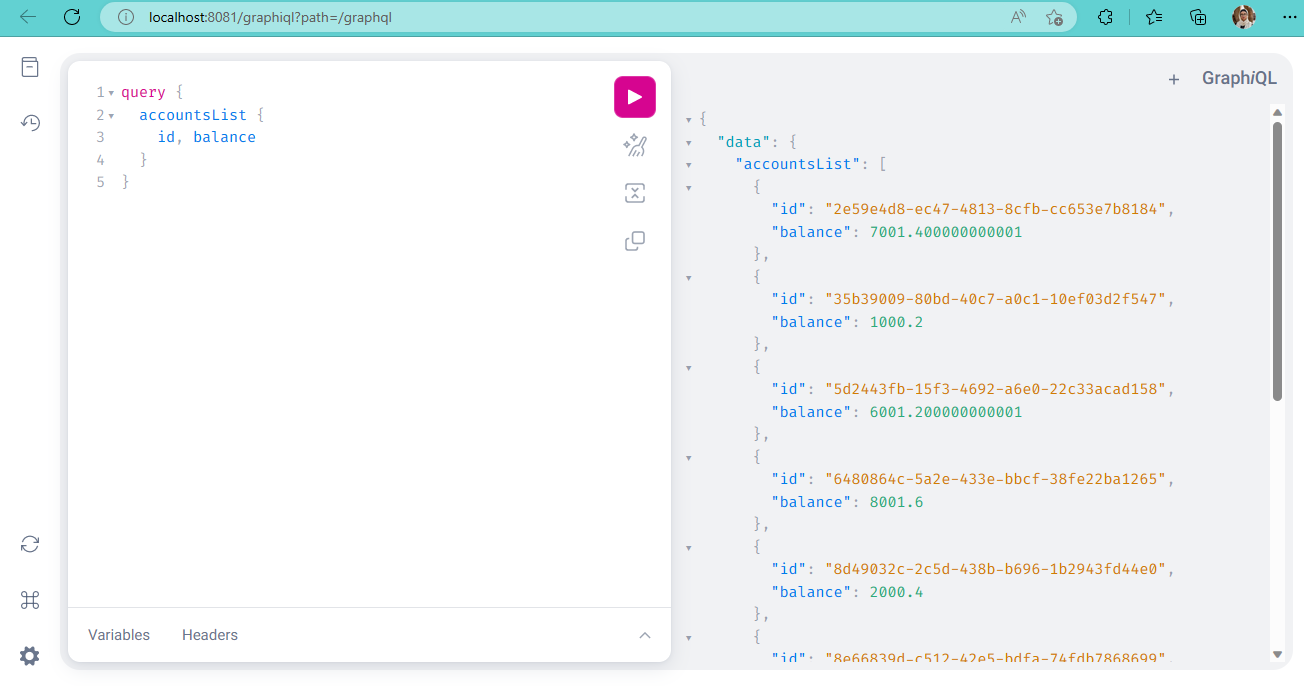 localhost:8081/graphiql?path=/graphql
GraphiQL
1 query {
2 accountsList {
3 id, balance
4 }
5 }
{
"data": {
"accountsList": [
{
"id": "2e59e4d8-ec47-4813-8cfb-cc653e7b8184",
"balance": 7001.400000000001
},
{
"id": "35b39009-80bd-40c7-a0c1-10ef03d2f547",
"balance": 1000.2
},
{
"id": "5d2443fb-15f3-4692-a6e0-22c33acad158",
"balance": 6001.200000000001
},
{
"id": "6480864c-5a2e-433e-bbcf-38fe22ba1265",
"balance": 8001.6
},
{
"id": "8d49032c-2c5d-438b-b696-1b2943fd44e0",
"balance": 2000.4
},
{
"id": "8e66839d-c512-42e5-bdfa-74fdb7868699",
Variables Headers